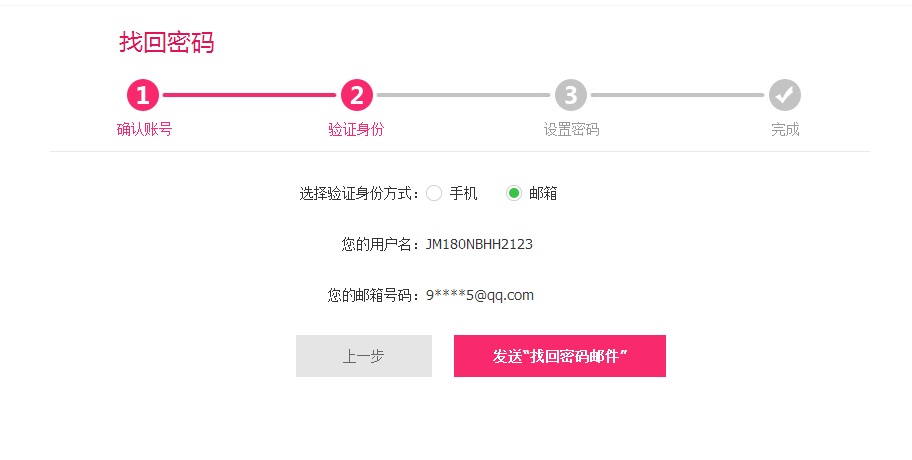 找回密码
1 2 3
确认账号 验证身份 设置密码 完成
选择验证身份方式： 手机 邮箱
您的用户名：JM180NBHH2123
您的邮箱号码：9****5@qq.com
上一步 发送“找回密码邮件”